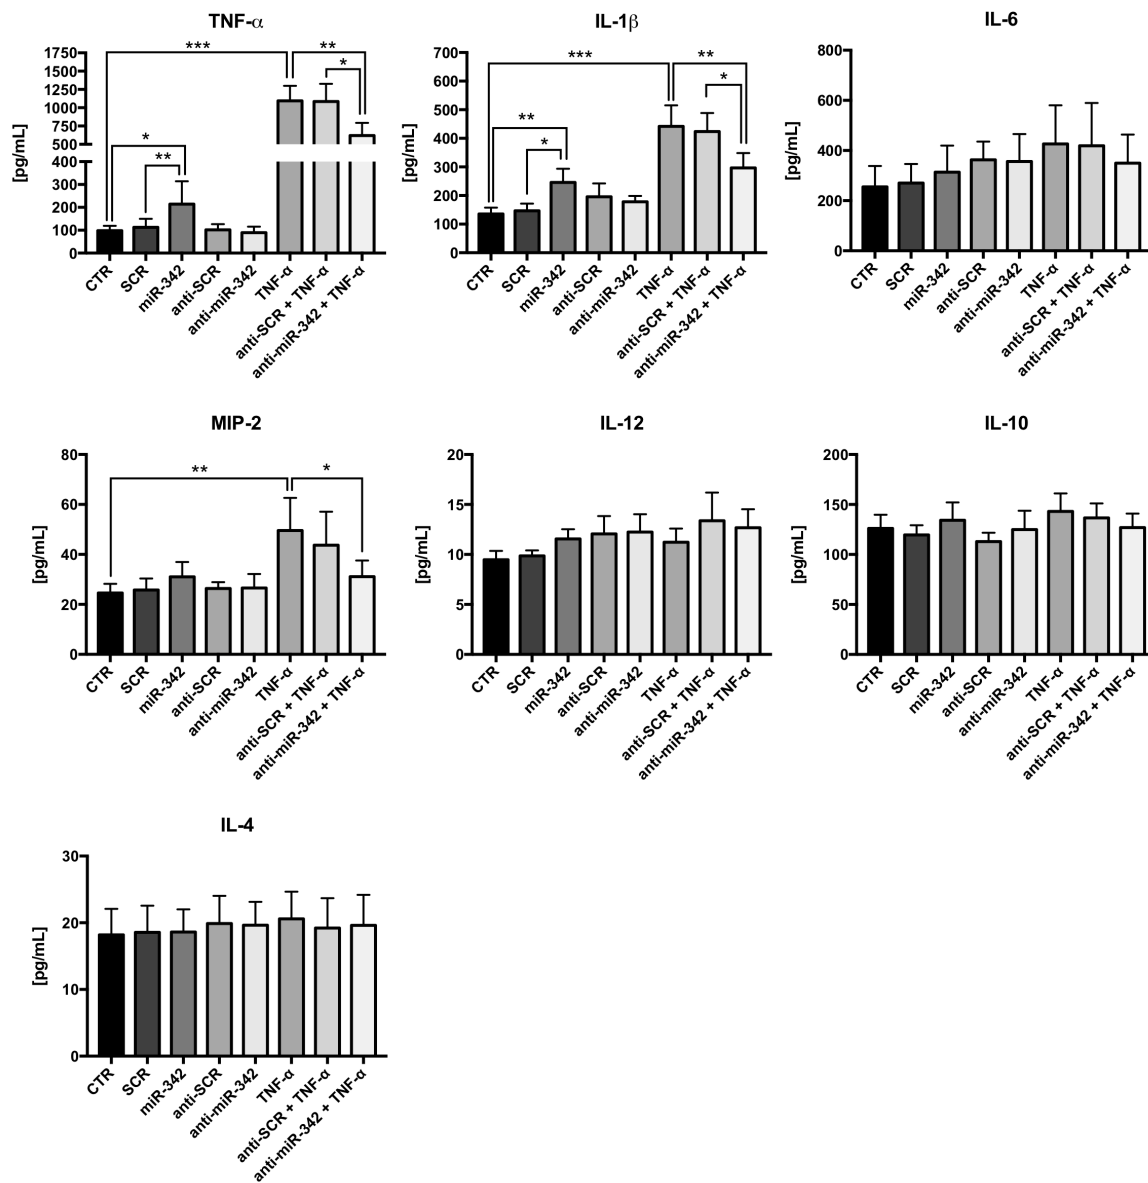 TNF-α
[pg/mL]
1750
1500
1250
1000
750
500
400
300
200
100
0
***
**
*
*
**
CTR
SCR
miR-342
anti-SCR
anti-miR-342
TNF-α
anti-SCR + TNF-α
anti-miR-342 + TNF-α
IL-1β
[pg/mL]
700
600
500
400
300
200
100
0
***
**
*
**
*
CTR
SCR
miR-342
anti-SCR
anti-miR-342
TNF-α
anti-SCR + TNF-α
anti-miR-342 + TNF-α
IL-6
[pg/mL]
800
600
400
200
0
CTR
SCR
miR-342
anti-SCR
anti-miR-342
TNF-α
anti-SCR + TNF-α
anti-miR-342 + TNF-α
MIP-2
[pg/mL]
80
60
40
20
0
**
*
CTR
SCR
miR-342
anti-SCR
anti-miR-342
TNF-α
anti-SCR + TNF-α
anti-miR-342 + TNF-α
IL-12
[pg/mL]
20
15
10
5
0
CTR
SCR
miR-342
anti-SCR
anti-miR-342
TNF-α
anti-SCR + TNF-α
anti-miR-342 + TNF-α
IL-10
[pg/mL]
200
150
100
50
0
CTR
SCR
miR-342
anti-SCR
anti-miR-342
TNF-α
anti-SCR + TNF-α
anti-miR-342 + TNF-α
IL-4
[pg/mL]
30
20
10
0
CTR
SCR
miR-342
anti-SCR
anti-miR-342
TNF-α
anti-SCR + TNF-α
anti-miR-342 + TNF-α